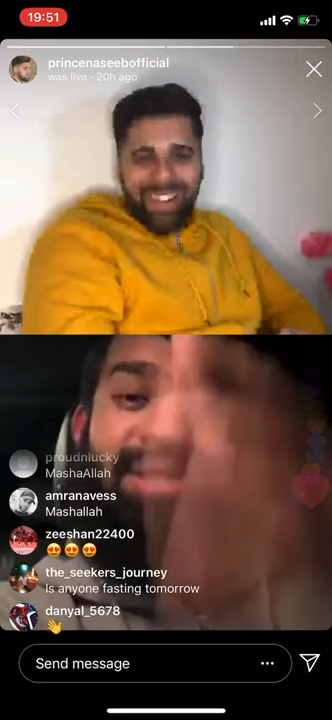 19:51
princenaseebofficial
was live · 20h ago
proudnlucky
MashaAllah
amranavess
Mashallah
zeeshan22400
😍😍😍
the_seekers_journey
Is anyone fasting tomorrow
danyal_5678
👋
Send message